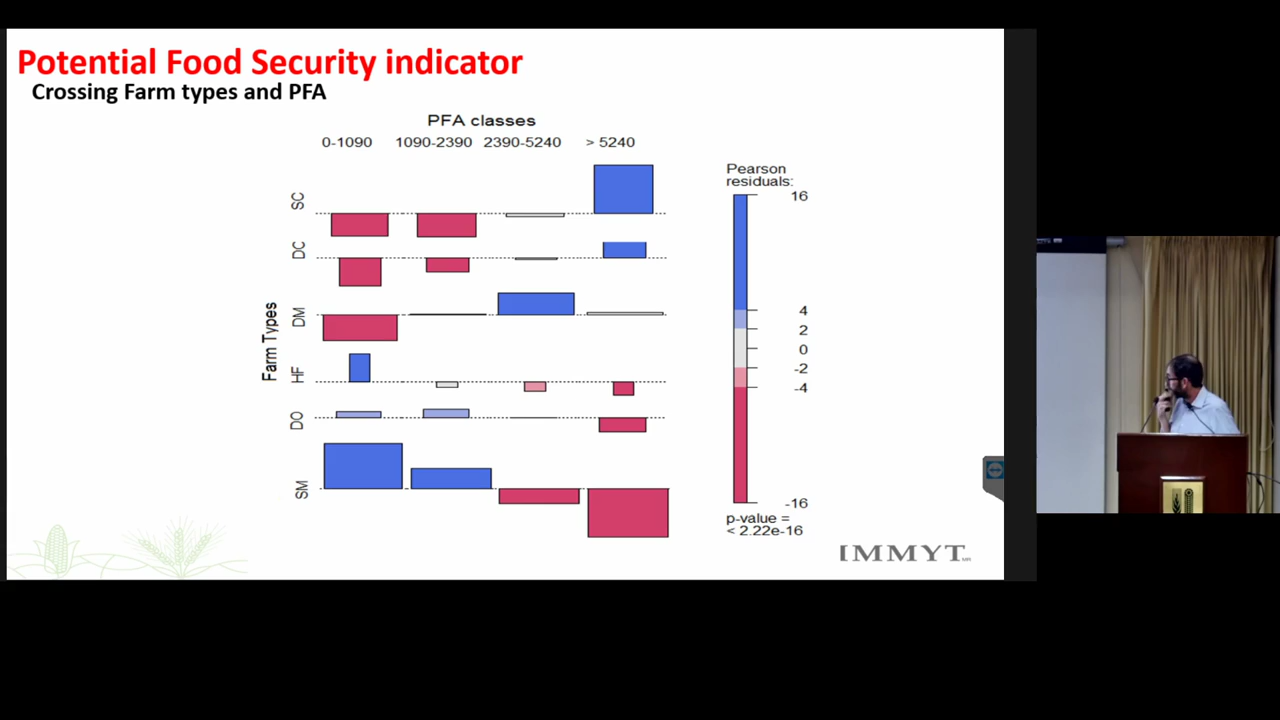 Potential Food Security indicator
Crossing Farm types and PFA
PFA classes
0-1090 1090-2390 2390-5240 > 5240
Farm Types
SC
DC
DM
HF
DO
SM
Pearson
residuals:
16
4
2
0
-2
-4
-16
p-value =
< 2.22e-16
IMMYT